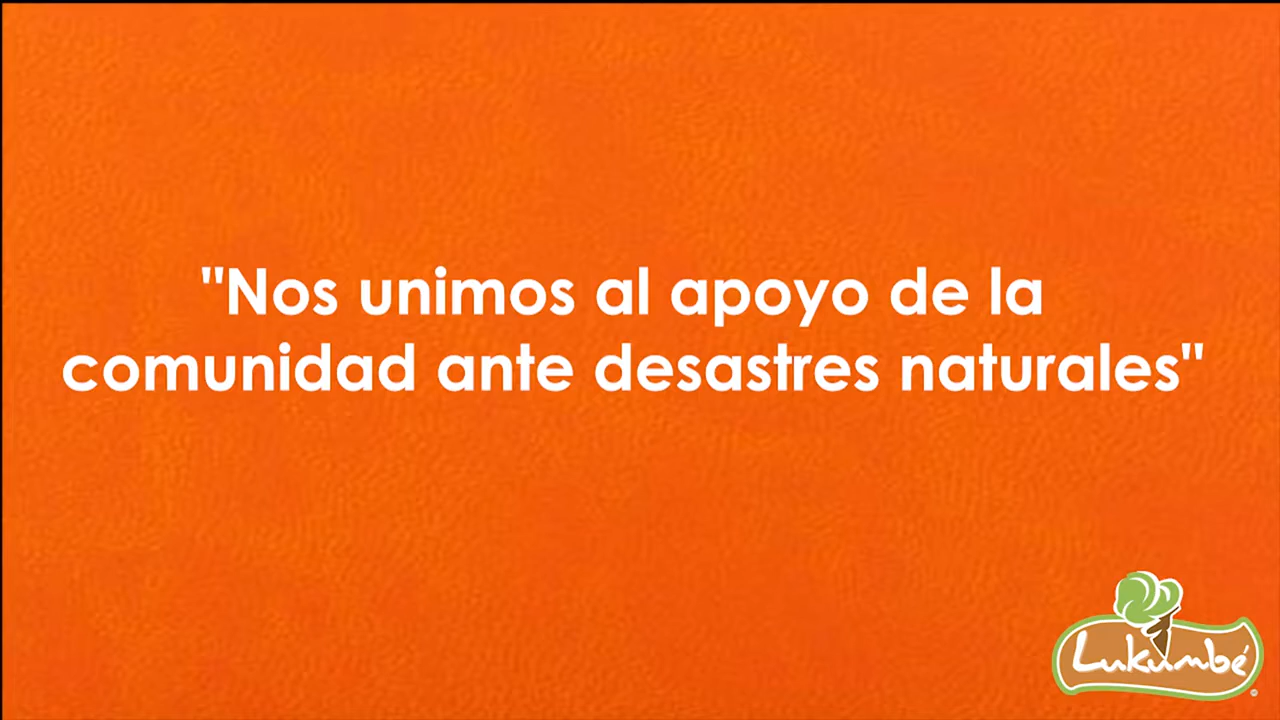 "Nos unimos al apoyo de la
comunidad ante desastres naturales"
Lukumbé